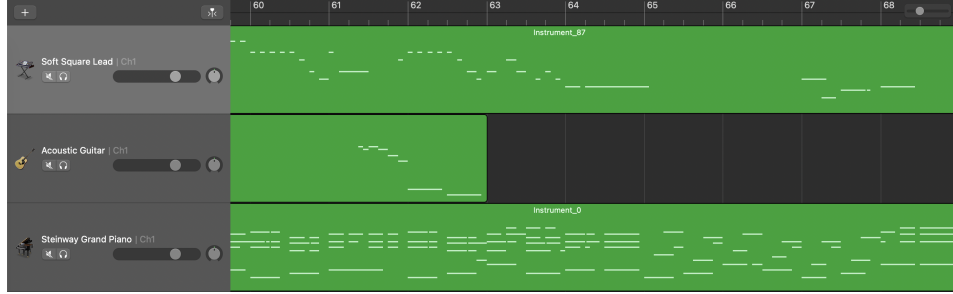 60 61 62 63 64 65 66 67 68
Instrument_87
Soft Square Lead | Ch1
Acoustic Guitar | Ch1
Instrument_0
Steinway Grand Piano | Ch1